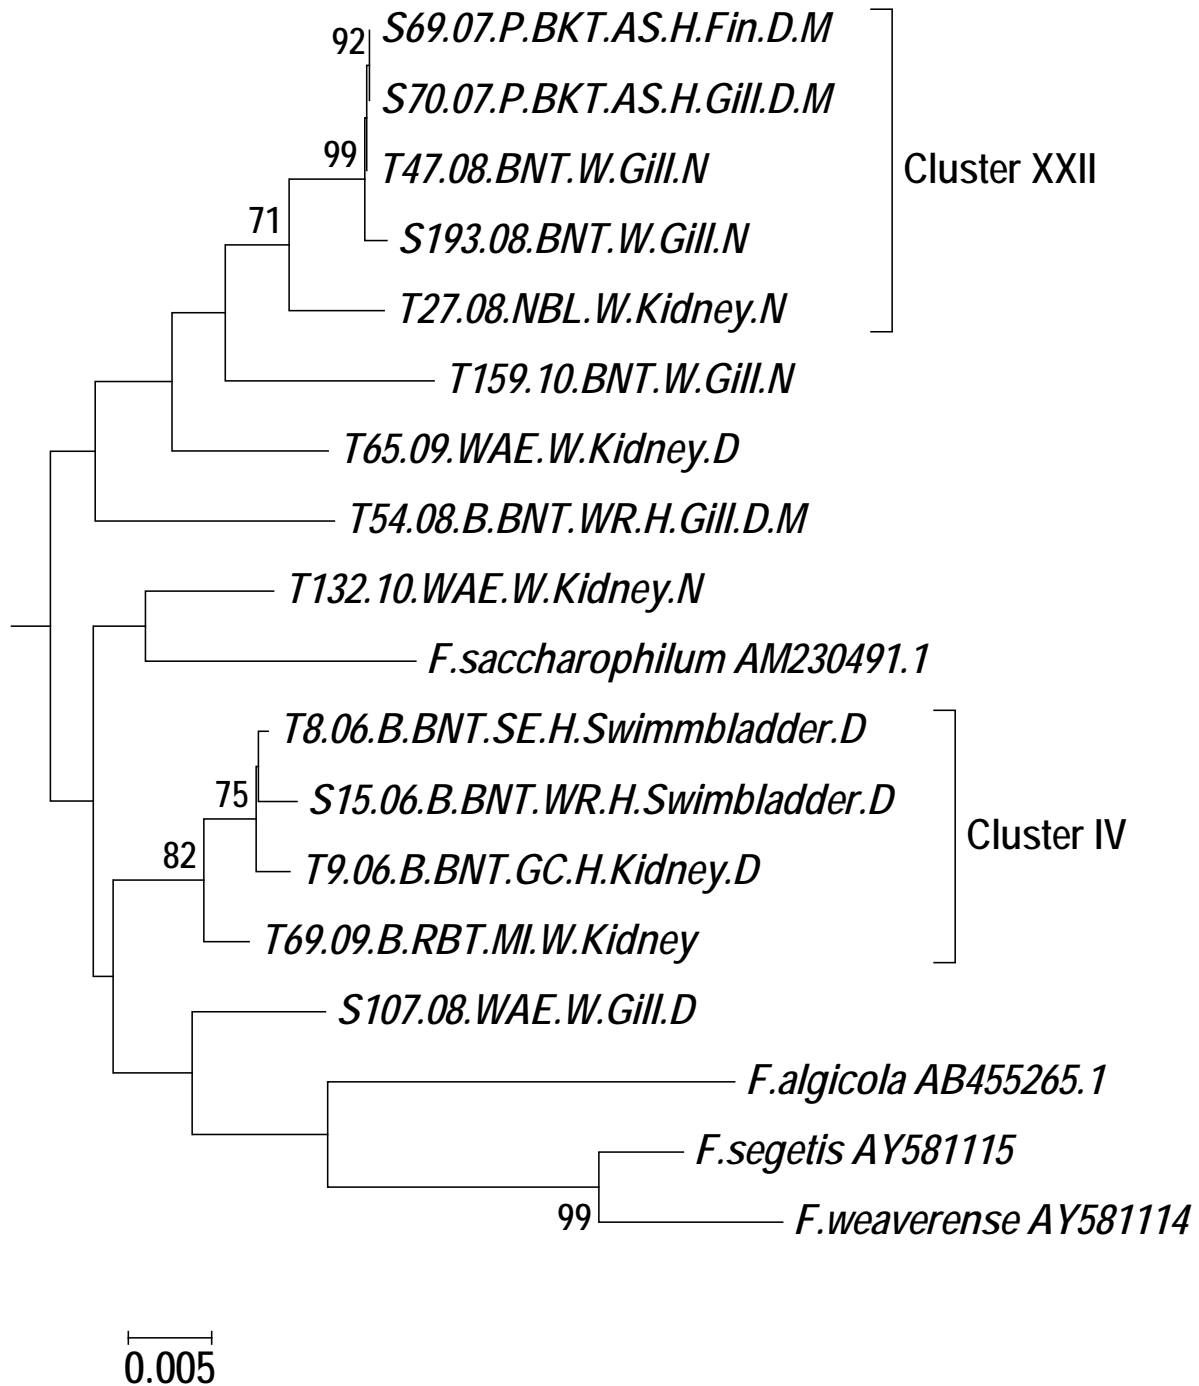 92
S69.07.P.BKT.AS.H.Fin.D.M
S70.07.P.BKT.AS.H.Gill.D.M
99
T47.08.BNT.W.Gill.N
Cluster XXII
71
S193.08.BNT.W.Gill.N
T27.08.NBL.W.Kidney.N
T159.10.BNT.W.Gill.N
T65.09.WAE.W.Kidney.D
T54.08.B.BNT.WR.H.Gill.D.M
T132.10.WAE.W.Kidney.N
F.saccharophilum AM230491.1
T8.06.B.BNT.SE.H.Swimmbladder.D
75
S15.06.B.BNT.WR.H.Swimbladder.D
Cluster IV
82
T9.06.B.BNT.GC.H.Kidney.D
T69.09.B.RBT.MI.W.Kidney
S107.08.WAE.W.Gill.D
F.algicola AB455265.1
F.segetis AY581115
99
F.weaverense AY581114
0.005